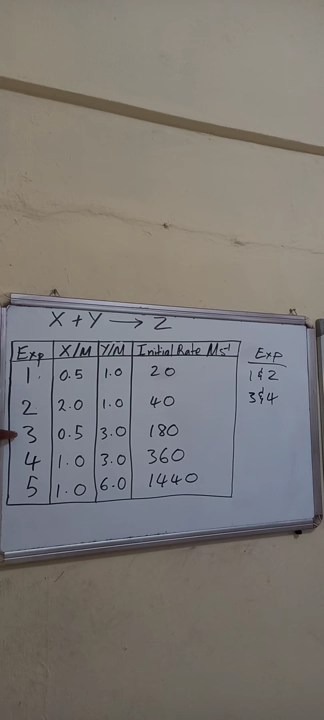 X + Y → Z
Exp X/M Y/M Initial Rate Ms⁻¹
1. 0.5 1.0 20
2 2.0 1.0 40
3 0.5 3.0 180
4 1.0 3.0 360
5 1.0 6.0 1440
Exp
1 & 2
3 & 4